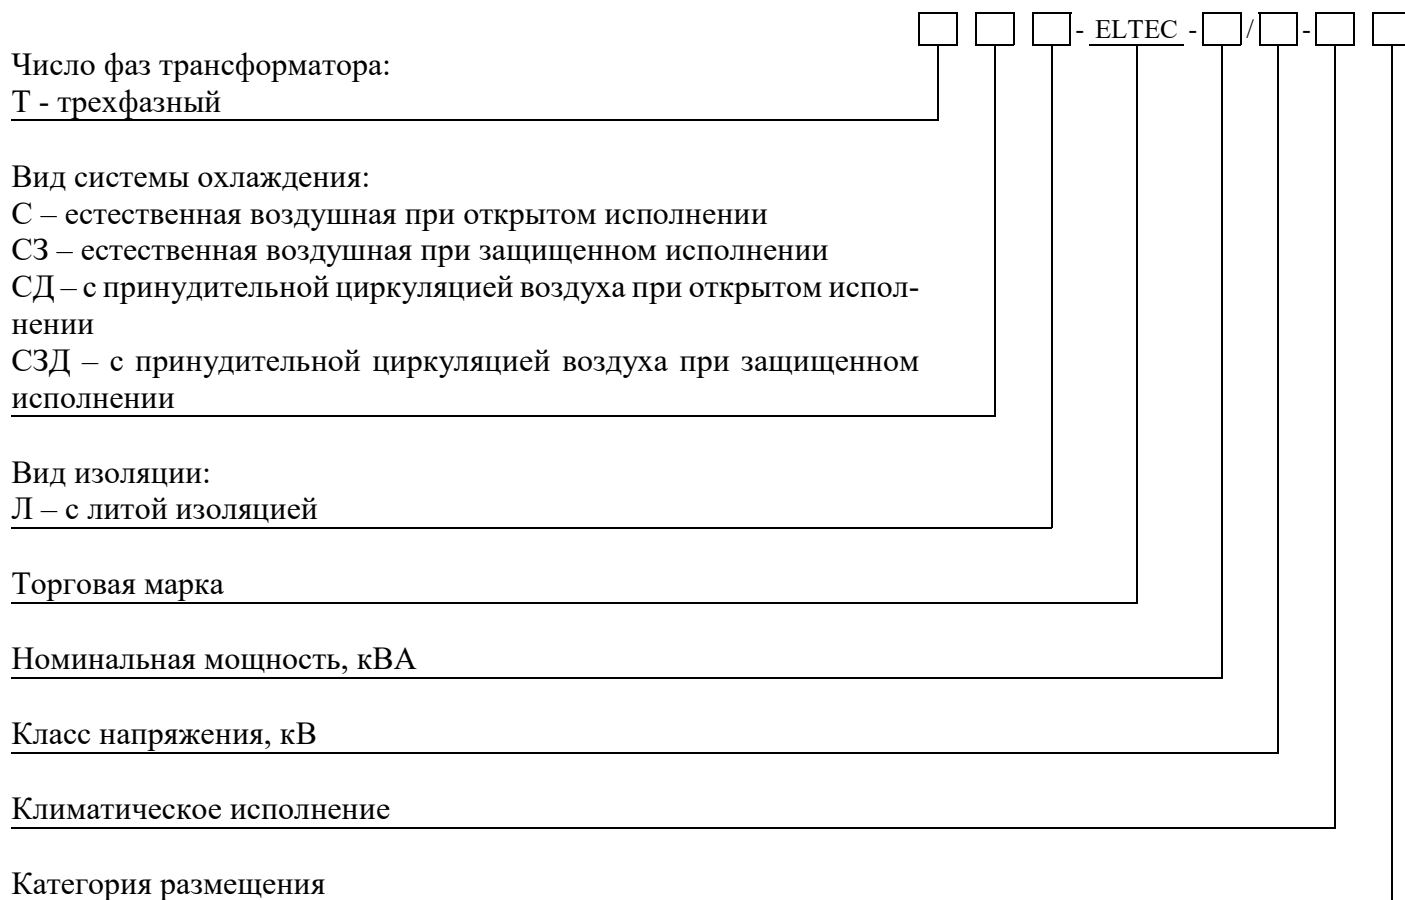 - ELTEC - / -
Число фаз трансформатора:
Т - трехфазный
Вид системы охлаждения:
С – естественная воздушная при открытом исполнении
СЗ – естественная воздушная при защищенном исполнении
СД – с принудительной циркуляцией воздуха при открытом испол-
нении
СЗД – с принудительной циркуляцией воздуха при защищенном
исполнении
Вид изоляции:
Л – с литой изоляцией
Торговая марка
Номинальная мощность, кВА
Класс напряжения, кВ
Климатическое исполнение
Категория размещения